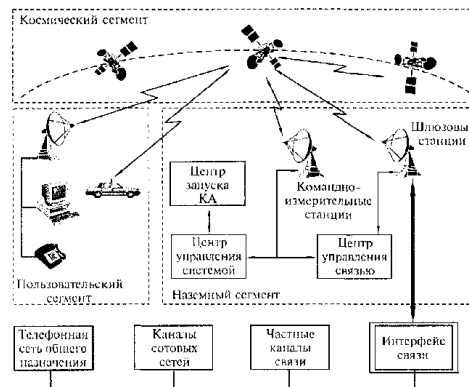 Космический сегмент
Шлюзовые
станции
Центр
запуска
КА
Командно-
измерительные
станции
Центр
управления
системой
Центр
управления
связью
Пользовательский
сегмент
Наземный сегмент
Телефонная
сеть общего
назначения
Каналы
сотовых
сетей
Частные
каналы
связи
Интерфейс
связи